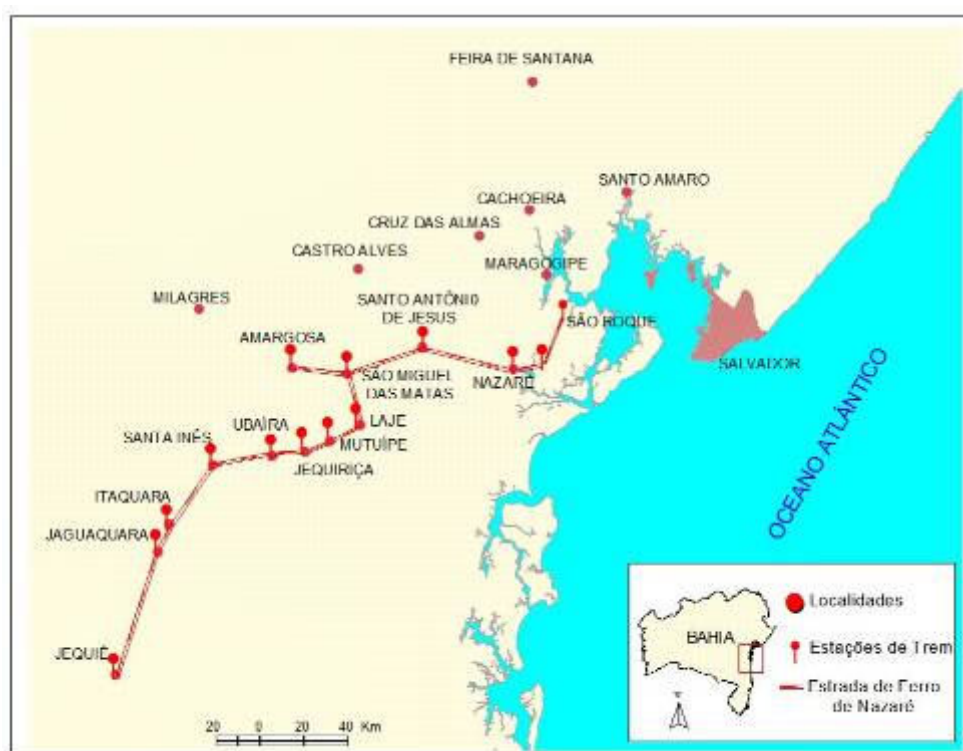 FEIRA DE SANTANA
SANTO AMARO
CACHOEIRA
CRUZ DAS ALMAS
CASTRO ALVES
MARAGOGIPE
MILAGRES
SANTO ANTÔNIO
DE JESUS
SÃO ROQUE
AMARGOSA
NAZARÉ
SALVADOR
SÃO MIGUEL
DAS MATAS
UBAÍRA
LAJE
SANTA INÊS
MUTUÍPE
JEQUIRIÇA
ITAQUARA
JAGUAQUARA
OCEANO ATLÂNTICO
JEQUIÉ
BAHIA
Localidades
Estações de Trem
Estrada de Ferro
de Nazaré
20 0 20 40 Km